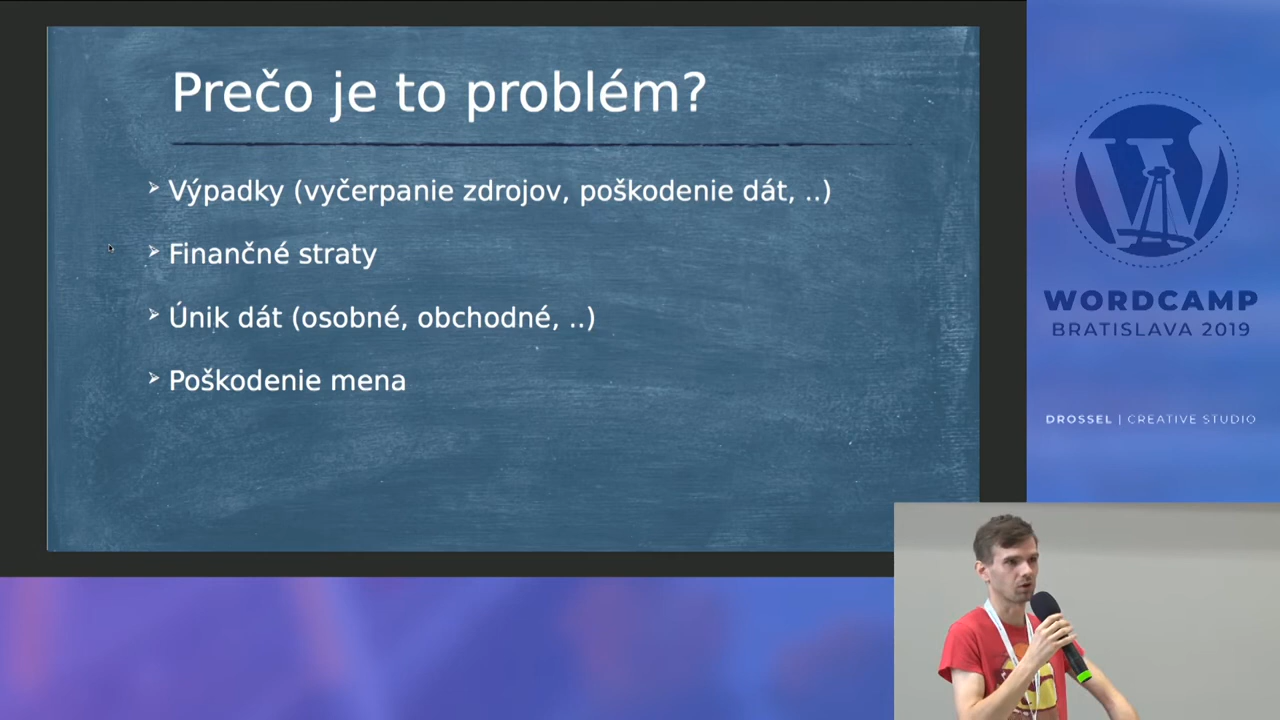 Prečo je to problém?
Výpadky (vyčerpanie zdrojov, poškodenie dát, ..)
Finančné straty
Únik dát (osobné, obchodné, ..)
Poškodenie mena
WORDCAMP
BRATISLAVA 2019
DROSSEL | CREATIVE STUDIO